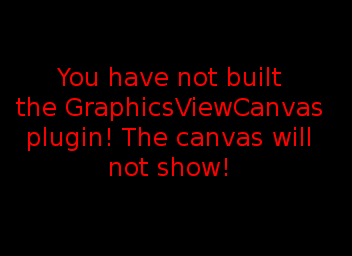 You have not built
the GraphicsViewCanvas
plugin! The canvas will
not show!